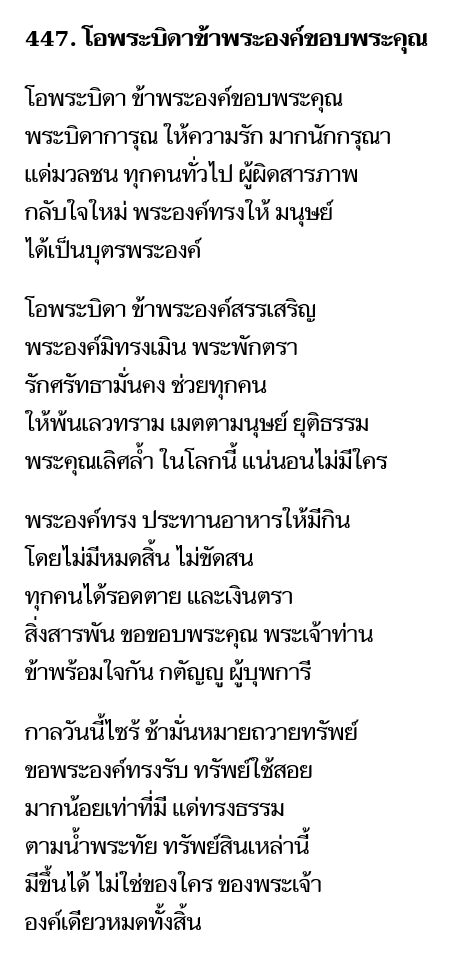 447. โอพระบิดาข้าพระองค์ขอบพระคุณ
โอพระบิดา ข้าพระองค์ขอบพระคุณ
พระบิดาการุณ ให้ความรัก มากนักกรุณา
แด่มวลชน ทุกคนทั่วไป ผู้ผิดสารภาพ
กลับใจใหม่ พระองค์ทรงให้ มนุษย์
ได้เป็นบุตรพระองค์
โอพระบิดา ข้าพระองค์สรรเสริญ
พระองค์มิทรงเมิน พระพักตรา
รักศรัทธามั่นคง ช่วยทุกคน
ให้พ้นเลวทราม เมตตามนุษย์ ยุติธรรม
พระคุณเลิศล้ำ ในโลกนี้ แน่นอนไม่มีใคร
พระองค์ทรง ประทานอาหารให้มีกิน
โดยไม่มีหมดสิ้น ไม่ขัดสน
ทุกคนได้รอดตาย และเงินตรา
สิ่งสารพัน ขอขอบพระคุณ พระเจ้าท่าน
ข้าพร้อมใจกัน กตัญญู ผู้บุพการี
กาลวันนี้ไซร้ ช้ามั่นหมายถวายทรัพย์
ขอพระองค์ทรงรับ ทรัพย์ใช้สอย
มากน้อยเท่าที่มี แด่ทรงธรรม
ตามน้ำพระทัย ทรัพย์สินเหล่านี้
มีขึ้นได้ ไม่ใช่ของใคร ของพระเจ้า
องค์เดียวหมดทั้งสิ้น